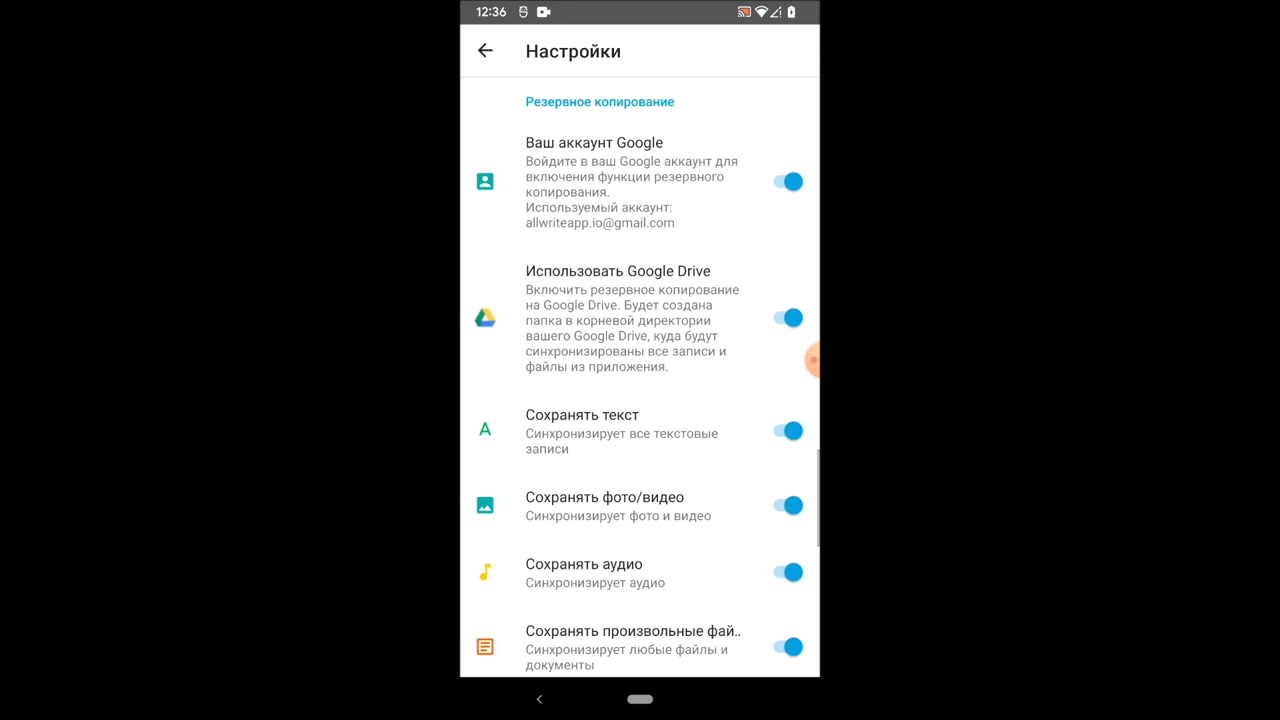 12:36
Настройки
Резервное копирование
Ваш аккаунт Google
Войдите в ваш Google аккаунт для
включения функции резервного
копирования.
Используемый аккаунт:
allwriteapp.io@gmail.com
Использовать Google Drive
Включить резервное копирование
на Google Drive. Будет создана
папка в корневой директории
вашего Google Drive, куда будут
синхронизированы все записи и
файлы из приложения.
Сохранять текст
Синхронизирует все текстовые
записи
Сохранять фото/видео
Синхронизирует фото и видео
Сохранять аудио
Синхронизирует аудио
Сохранять произвольные фай..
Синхронизирует любые файлы и
документы